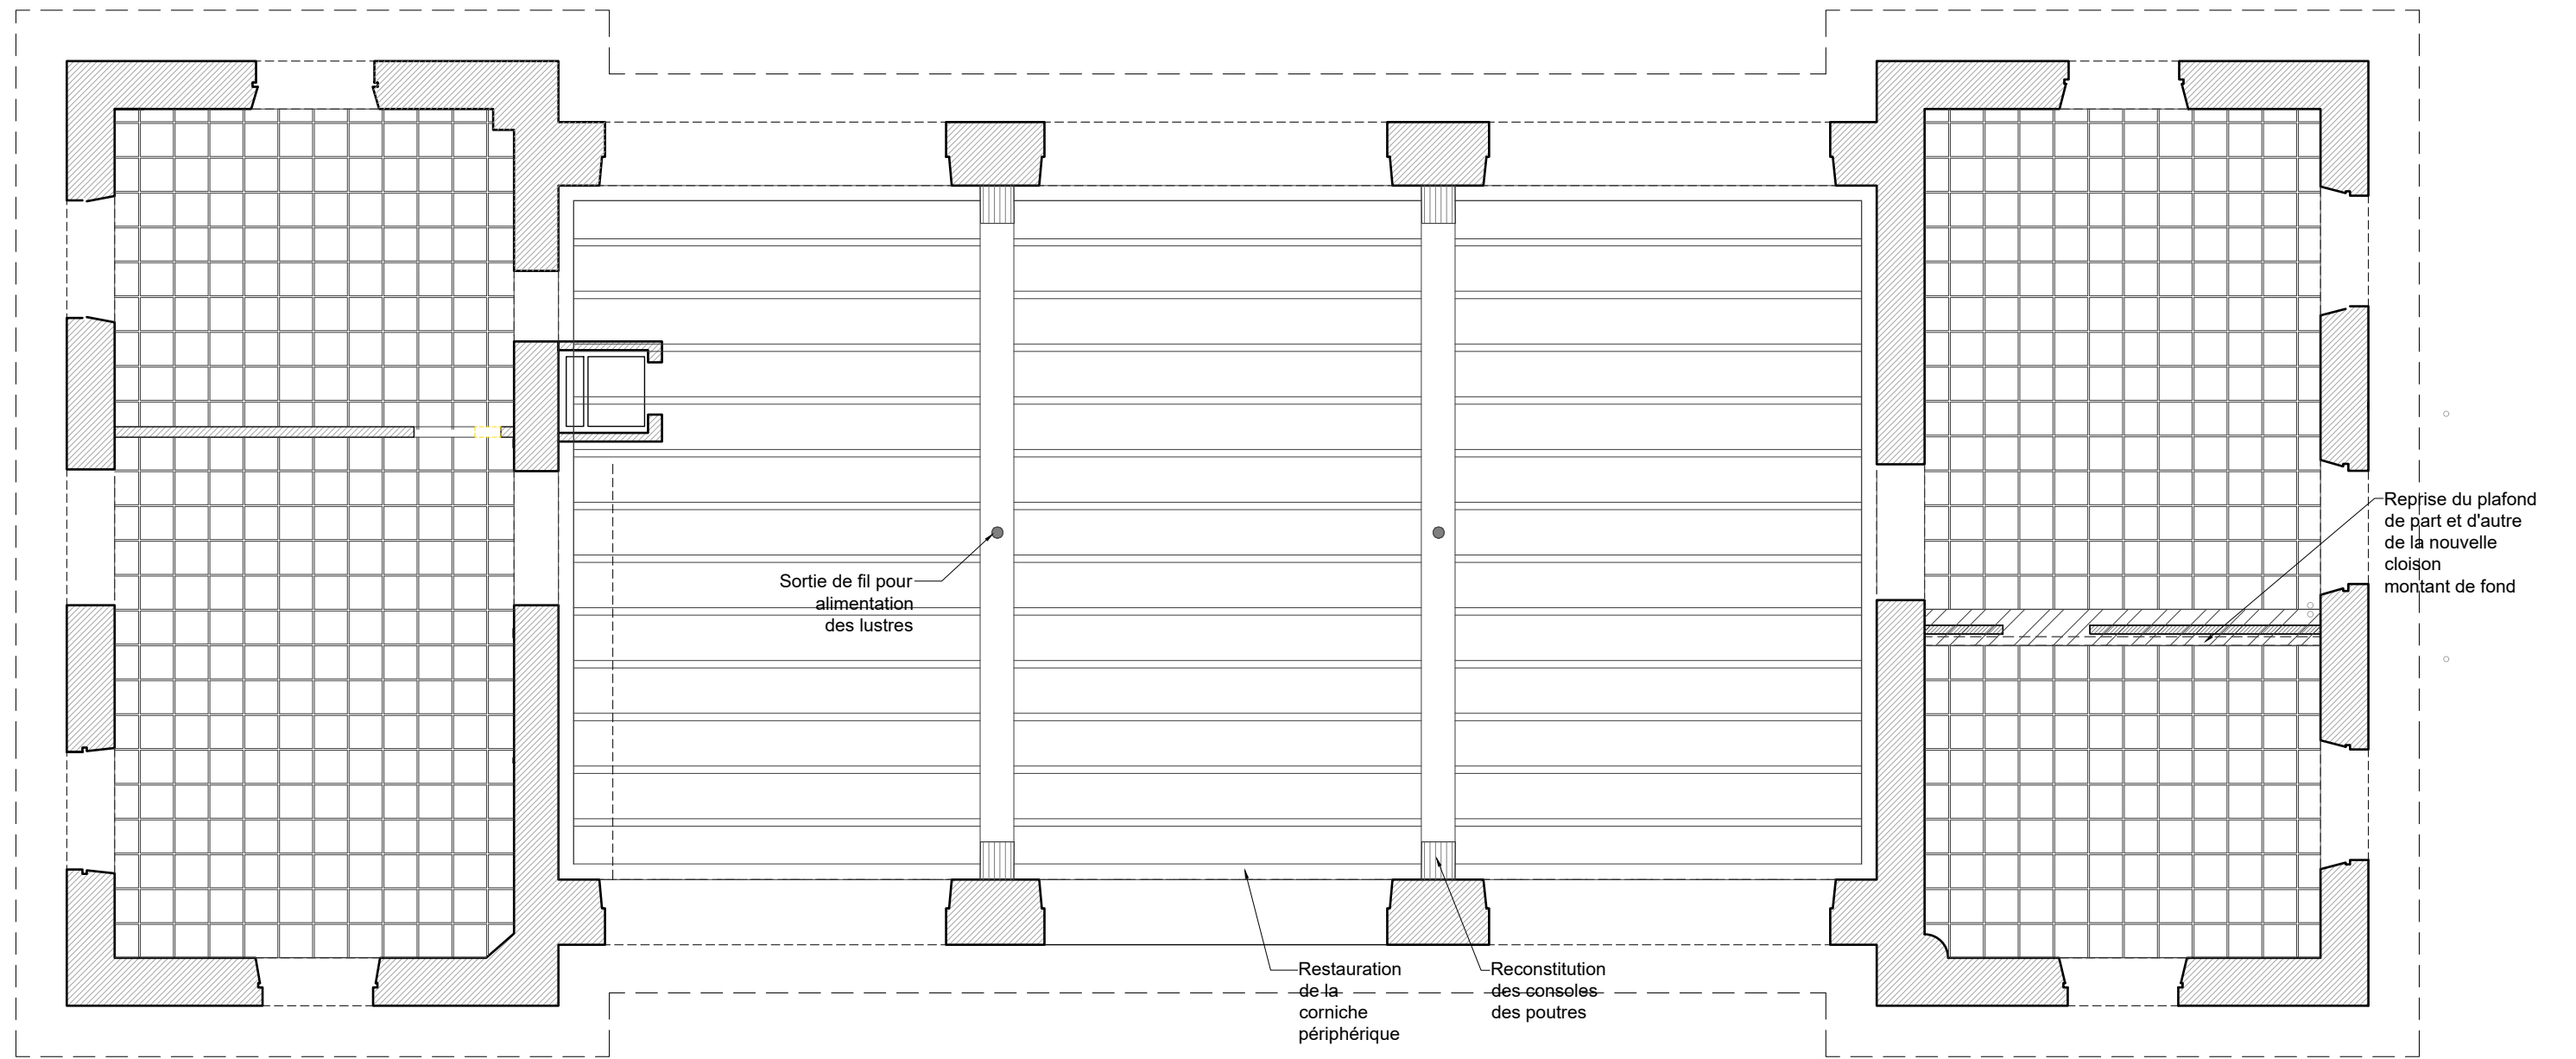 Reprise du plafond
de part et d'autre
de la nouvelle
cloison
montant de fond
Sortie de fil pour
alimentation
des lustres
Restauration
de la
corniche
périphérique
Reconstitution
des consoles
des poutres